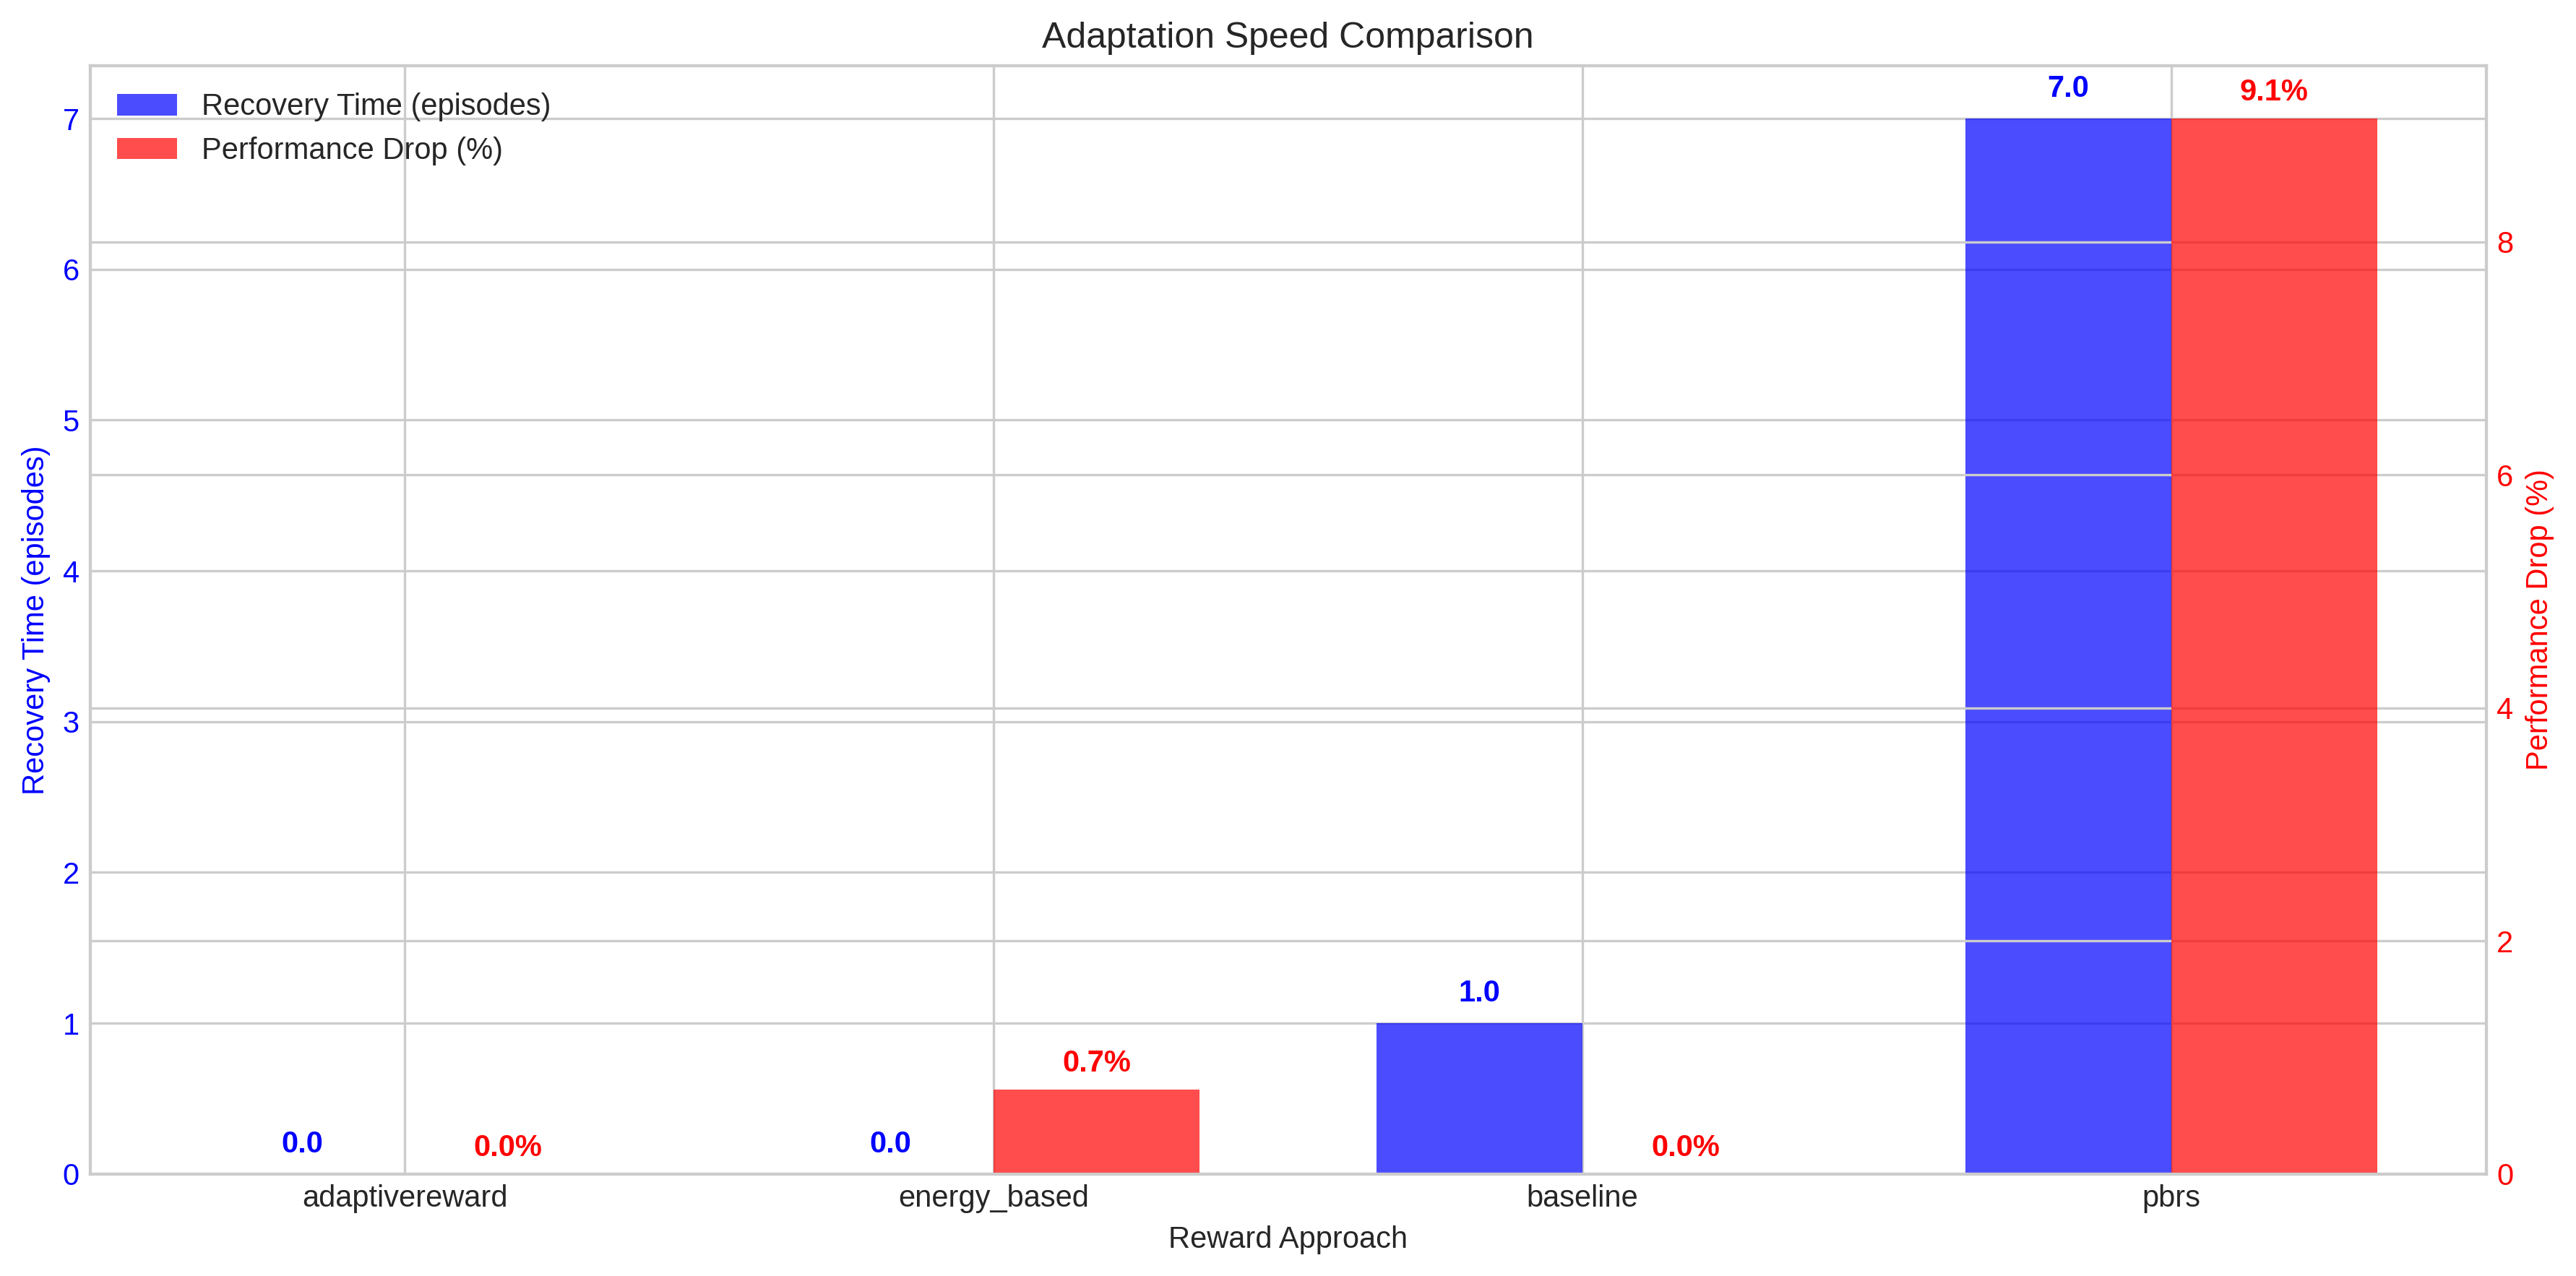 Adaptation Speed Comparison
Recovery Time (episodes)
Performance Drop (%)
7
6
5
4
3
2
1
0
Recovery Time (episodes)
0.0
0.0%
0.0
0.7%
1.0
0.0%
7.0
9.1%
8
6
4
2
0
Performance Drop (%)
adaptivereward
energy_based
baseline
pbrs
Reward Approach